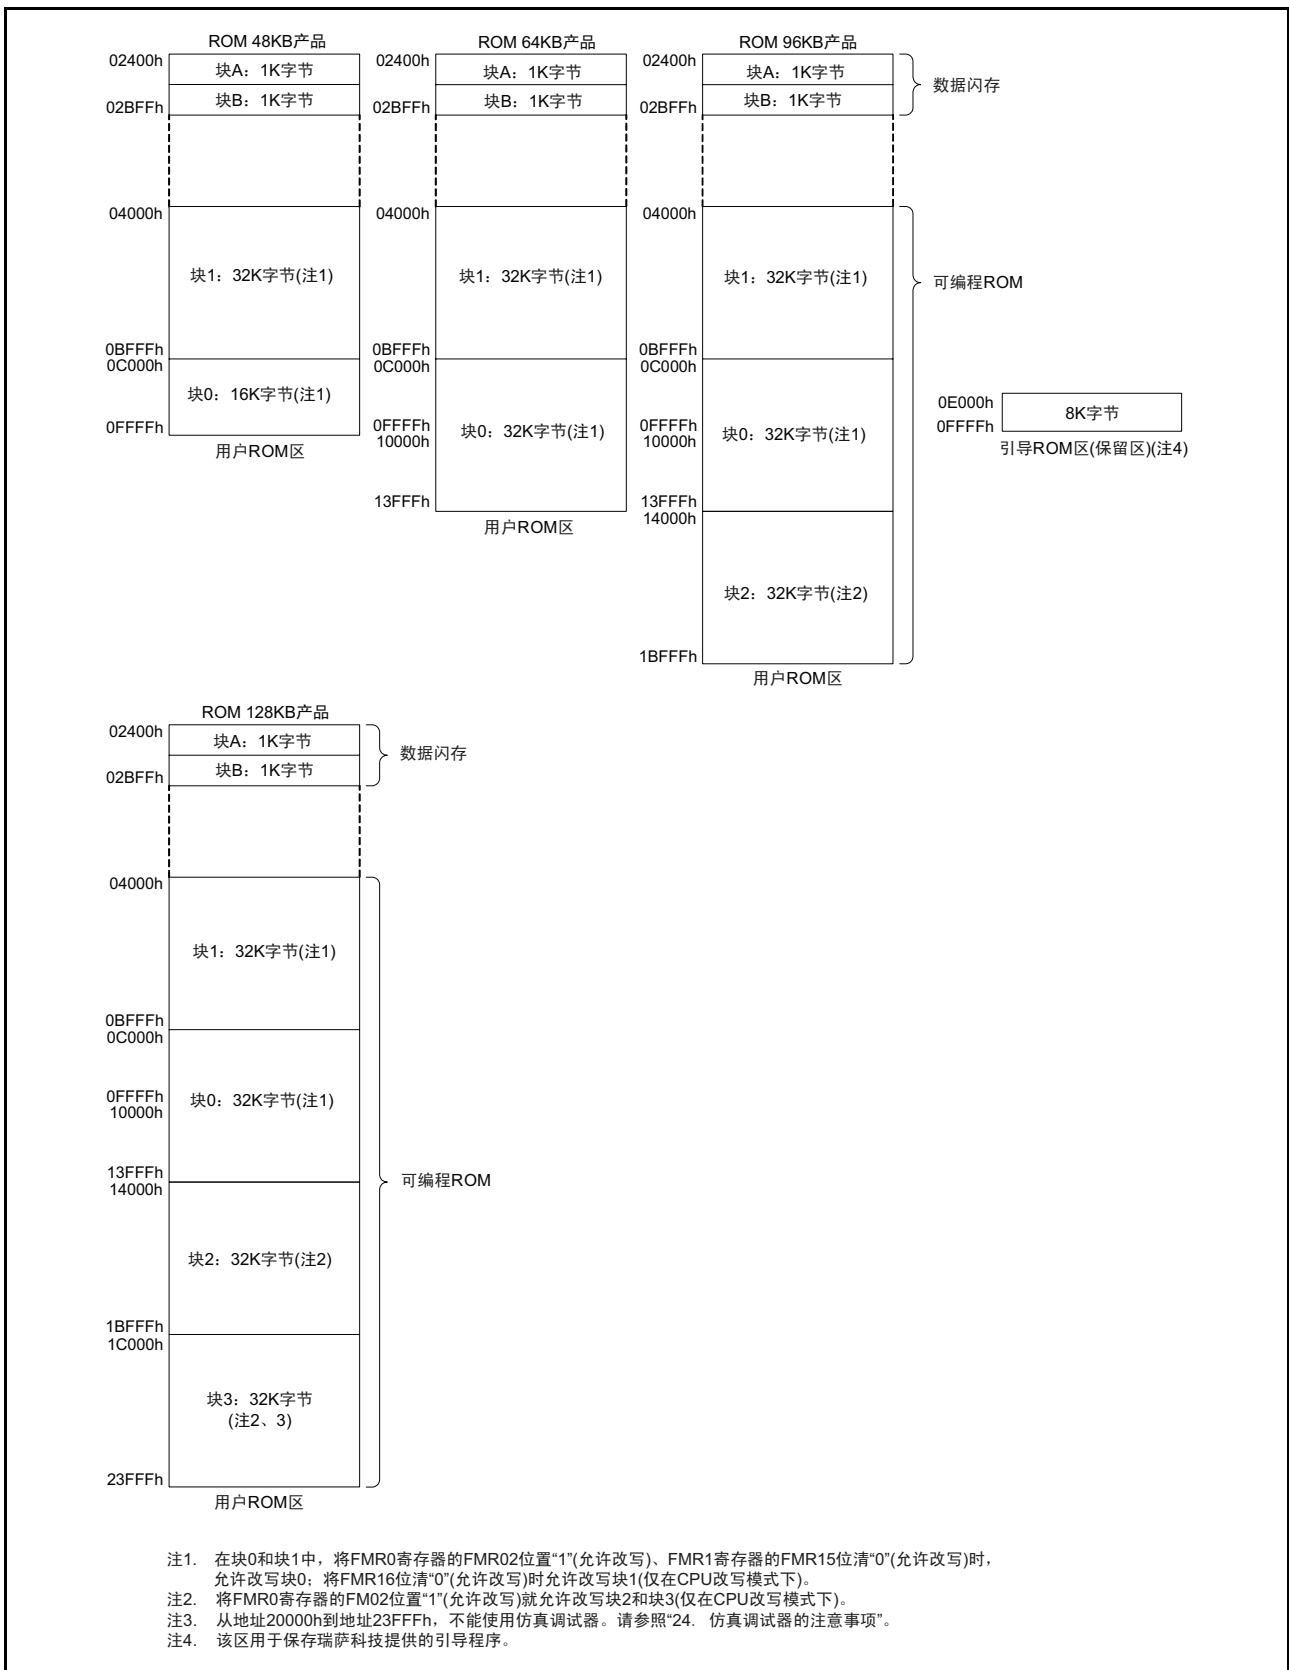 ROM 48KB产品
02400h
块A：1K字节
02BFFh
块B：1K字节
04000h
块1：32K字节(注1)
0BFFFh
0C000h
块0：16K字节(注1)
0FFFFh
用户ROM区
ROM 64KB产品
02400h
块A：1K字节
02BFFh
块B：1K字节
04000h
块1：32K字节(注1)
0BFFFh
0C000h
0FFFFh
10000h
块0：32K字节(注1)
13FFFh
用户ROM区
ROM 96KB产品
02400h
块A：1K字节
02BFFh
块B：1K字节
数据闪存
04000h
块1：32K字节(注1)
可编程ROM
0BFFFh
0C000h
0FFFFh
10000h
块0：32K字节(注1)
13FFFh
14000h
块2：32K字节(注2)
1BFFFh
用户ROM区
0E000h
8K字节
0FFFFh
引导ROM区(保留区)(注4)
ROM 128KB产品
02400h
块A：1K字节
02BFFh
块B：1K字节
数据闪存
04000h
块1：32K字节(注1)
0BFFFh
0C000h
0FFFFh
10000h
块0：32K字节(注1)
13FFFh
14000h
可编程ROM
块2：32K字节(注2)
1BFFFh
1C000h
块3：32K字节
(注2、3)
23FFFh
用户ROM区
注1. 在块0和块1中，将FMR0寄存器的FMR02位置“1”(允许改写)、FMR1寄存器的FMR15位清“0”(允许改写)时，
允许改写块0；将FMR16位清“0”(允许改写)时允许改写块1(仅在CPU改写模式下)。
注2. 将FMR0寄存器的FM02位置“1”(允许改写)就允许改写块2和块3(仅在CPU改写模式下)。
注3. 从地址20000h到地址23FFFh，不能使用仿真调试器。请参照“24. 仿真调试器的注意事项”。
注4. 该区用于保存瑞萨科技提供的引导程序。